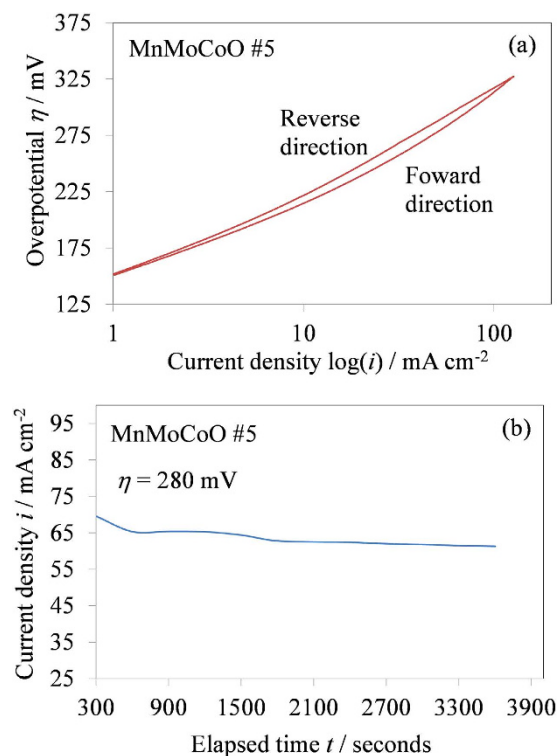 MnMoCoO #5
(a)
Overpotential η / mV
375
325
275
225
175
125
Reverse
direction
Foward
direction
1
10
100
Current density log(i) / mA cm⁻²
MnMoCoO #5
(b)
η = 280 mV
Current density i / mA cm⁻²
95
85
75
65
55
45
35
25
300
900
1500
2100
2700
3300
3900
Elapsed time t / seconds